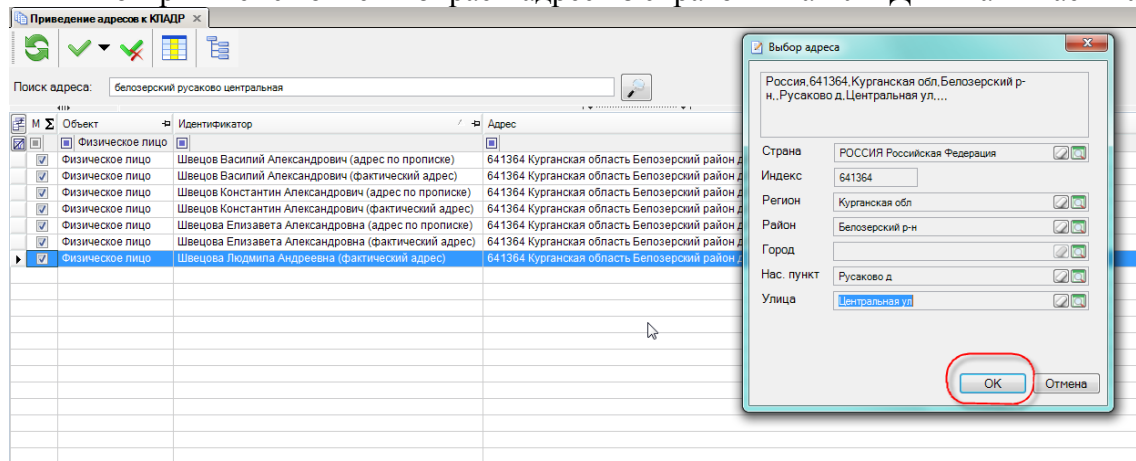 Приведение адресов к КЛАДР
Поиск адреса: белозерский русаково центральная
М Σ Объект Идентификатор Адрес
Физическое лицо
Физическое лицо Швецов Василий Александрович (адрес по прописке) 641364 Курганская область Белозерский район д
Физическое лицо Швецов Василий Александрович (фактический адрес) 641364 Курганская область Белозерский район д
Физическое лицо Швецов Константин Александрович (адрес по прописке) 641364 Курганская область Белозерский район д
Физическое лицо Швецов Константин Александрович (фактический адрес) 641364 Курганская область Белозерский район д
Физическое лицо Швецова Елизавета Александровна (адрес по прописке) 641364 Курганская область Белозерский район д
Физическое лицо Швецова Елизавета Александровна (фактический адрес) 641364 Курганская область Белозерский район д
Физическое лицо Швецова Людмила Андреевна (фактический адрес) 641364 Курганская область Белозерский район д
Выбор адреса
Россия,641364,Курганская обл,Белозерский р-
н,,Русаково д,Центральная ул,,,,
Страна РОССИЯ Российская Федерация
Индекс 641364
Регион Курганская обл
Район Белозерский р-н
Город
Нас. пункт Русаково д
Улица Центральная ул
OK Отмена